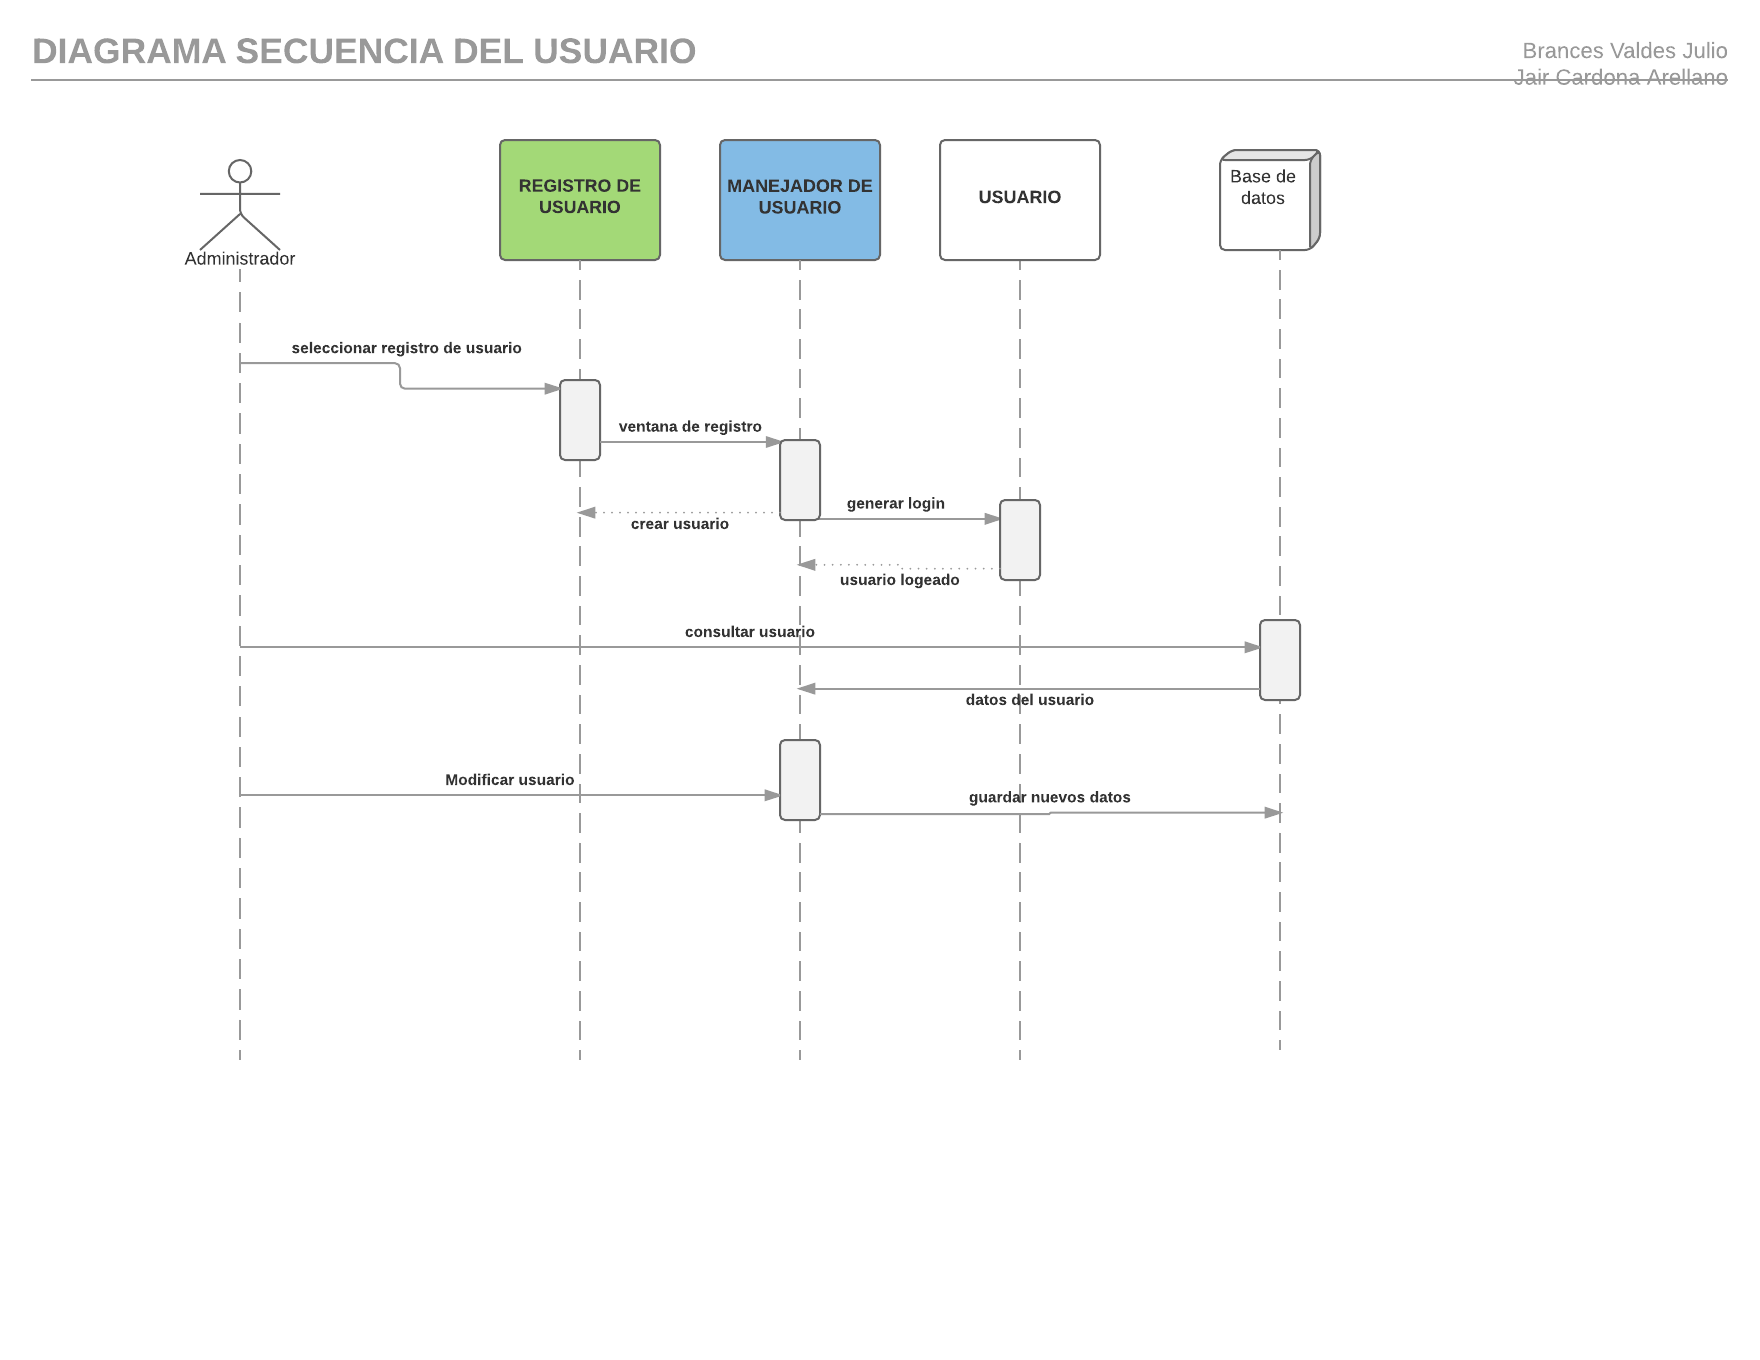 DIAGRAMA SECUENCIA DEL USUARIO
Brances Valdes Julio
Jair Cardona Arellano
REGISTRO DE
USUARIO
MANEJADOR DE
USUARIO
USUARIO
Base de
datos
Administrador
seleccionar registro de usuario
ventana de registro
generar login
crear usuario
usuario logeado
consultar usuario
datos del usuario
Modificar usuario
guardar nuevos datos